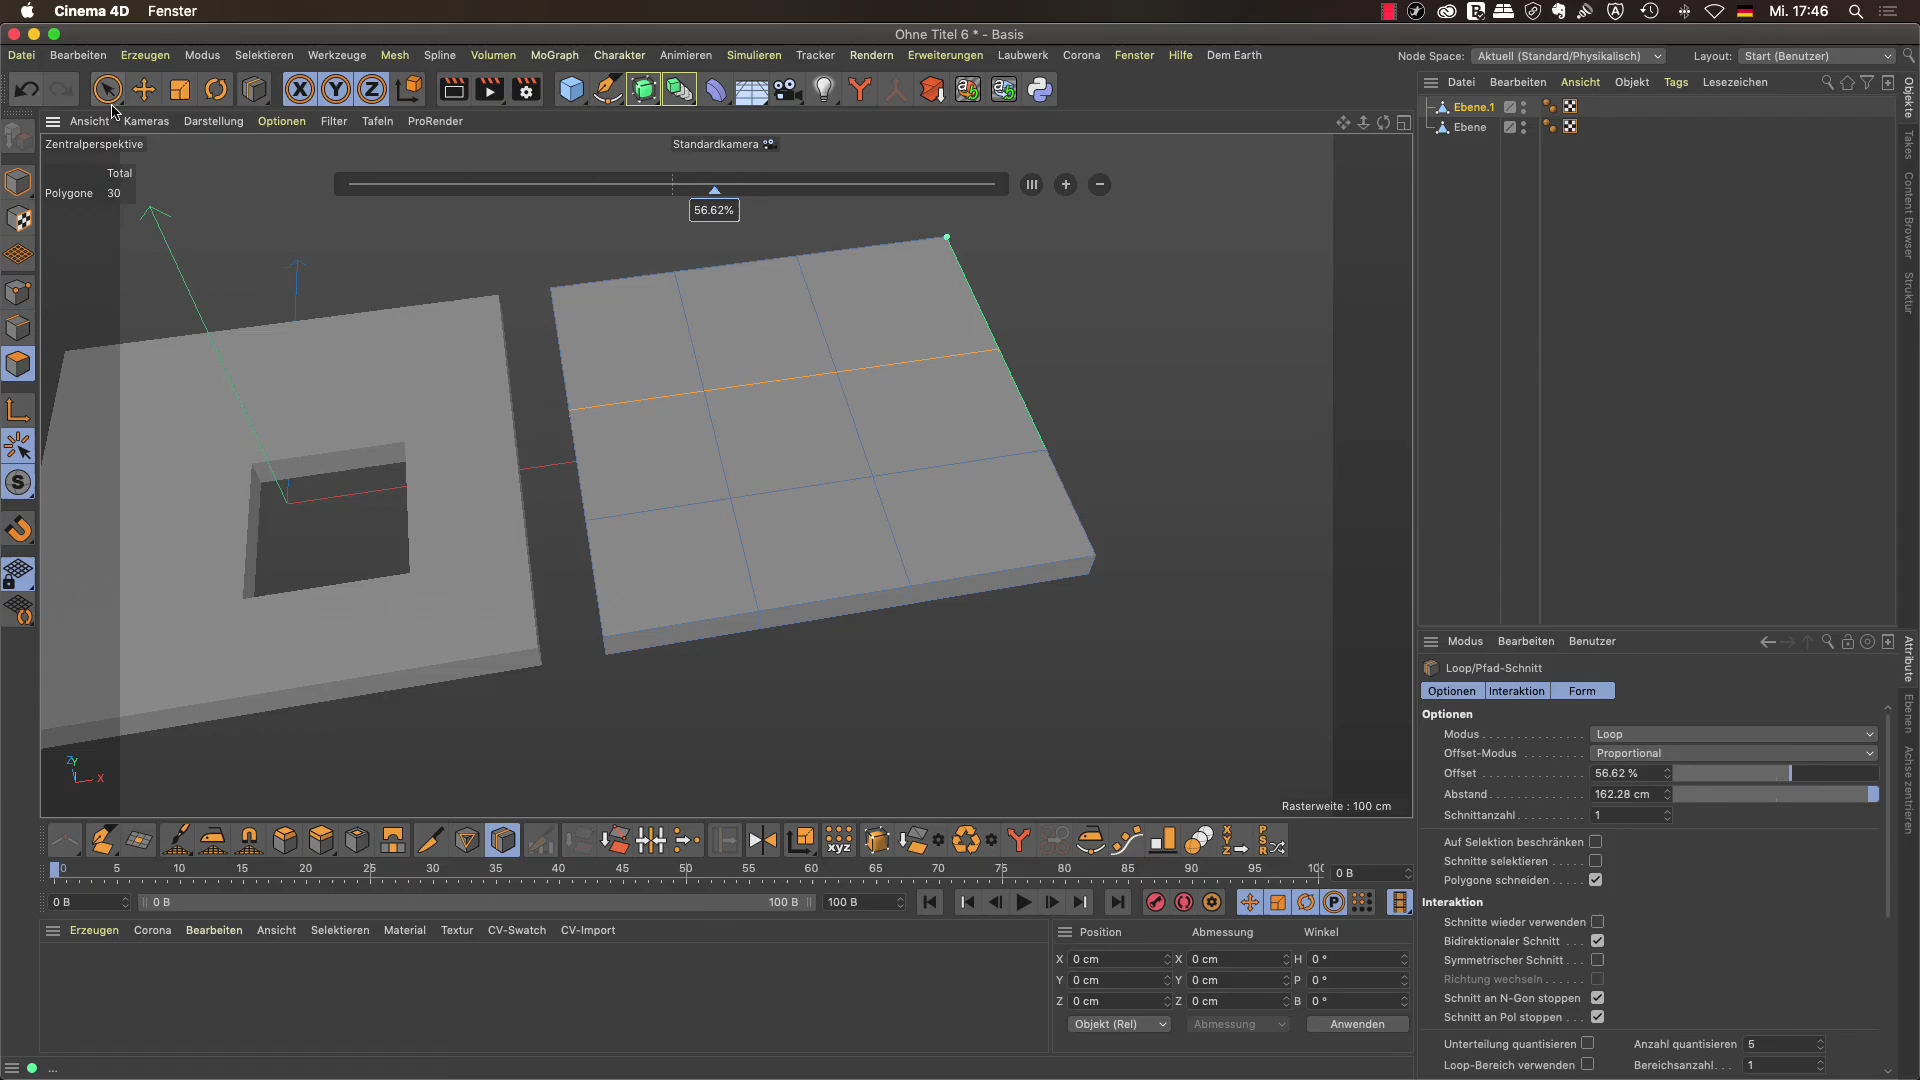 Cinema 4D Fenster
Mi. 17:46
Ohne Titel 6 * - Basis
Datei Bearbeiten Erzeugen Modus Selektieren Werkzeuge Mesh Spline Volumen MoGraph Charakter Animieren Simulieren Tracker Rendern Erweiterungen Laubwerk Corona Fenster Hilfe Dem Earth
Node Space: Aktuell (Standard/Physikalisch) Layout: Start (Benutzer)
X Y Z
Datei Bearbeiten Ansicht Objekt Tags Lesezeichen
Ansicht Kameras Darstellung Optionen Filter Tafeln ProRender
Ebene.1
Ebene
Objekte
Takes
Content Browser
Struktur
Zentralperspektive
Standardkamera
Total
Polygone 30
56.62%
Y
Z
X
Rasterweite : 100 cm
Modus Bearbeiten Benutzer
Loop/Pfad-Schnitt
Optionen Interaktion Form
Optionen
Modus Loop
Offset-Modus Proportional
Offset 56.62 %
Abstand 162.28 cm
Schnittanzahl 1
Auf Selektion beschränken
Schnitte selektieren
Polygone schneiden
Interaktion
Schnitte wieder verwenden
Bidirektionaler Schnitt
Symmetrischer Schnitt
Richtung wechseln
Schnitt an N-Gon stoppen
Schnitt an Pol stoppen
Unterteilung quantisieren Anzahl quantisieren 5
Loop-Bereich verwenden Bereichsanzahl 1
Attribute
Ebenen
Achse zentrieren
0 5 10 15 20 25 30 35 40 45 50 55 60 65 70 75 80 85 90 95 0 B
0 B 0 B 100 B 100 B
Erzeugen Corona Bearbeiten Ansicht Selektieren Material Textur CV-Swatch CV-Import
Position Abmessung Winkel
X 0 cm X 0 cm H 0 °
Y 0 cm Y 0 cm P 0 °
Z 0 cm Z 0 cm B 0 °
Objekt (Rel) Abmessung Anwenden
...